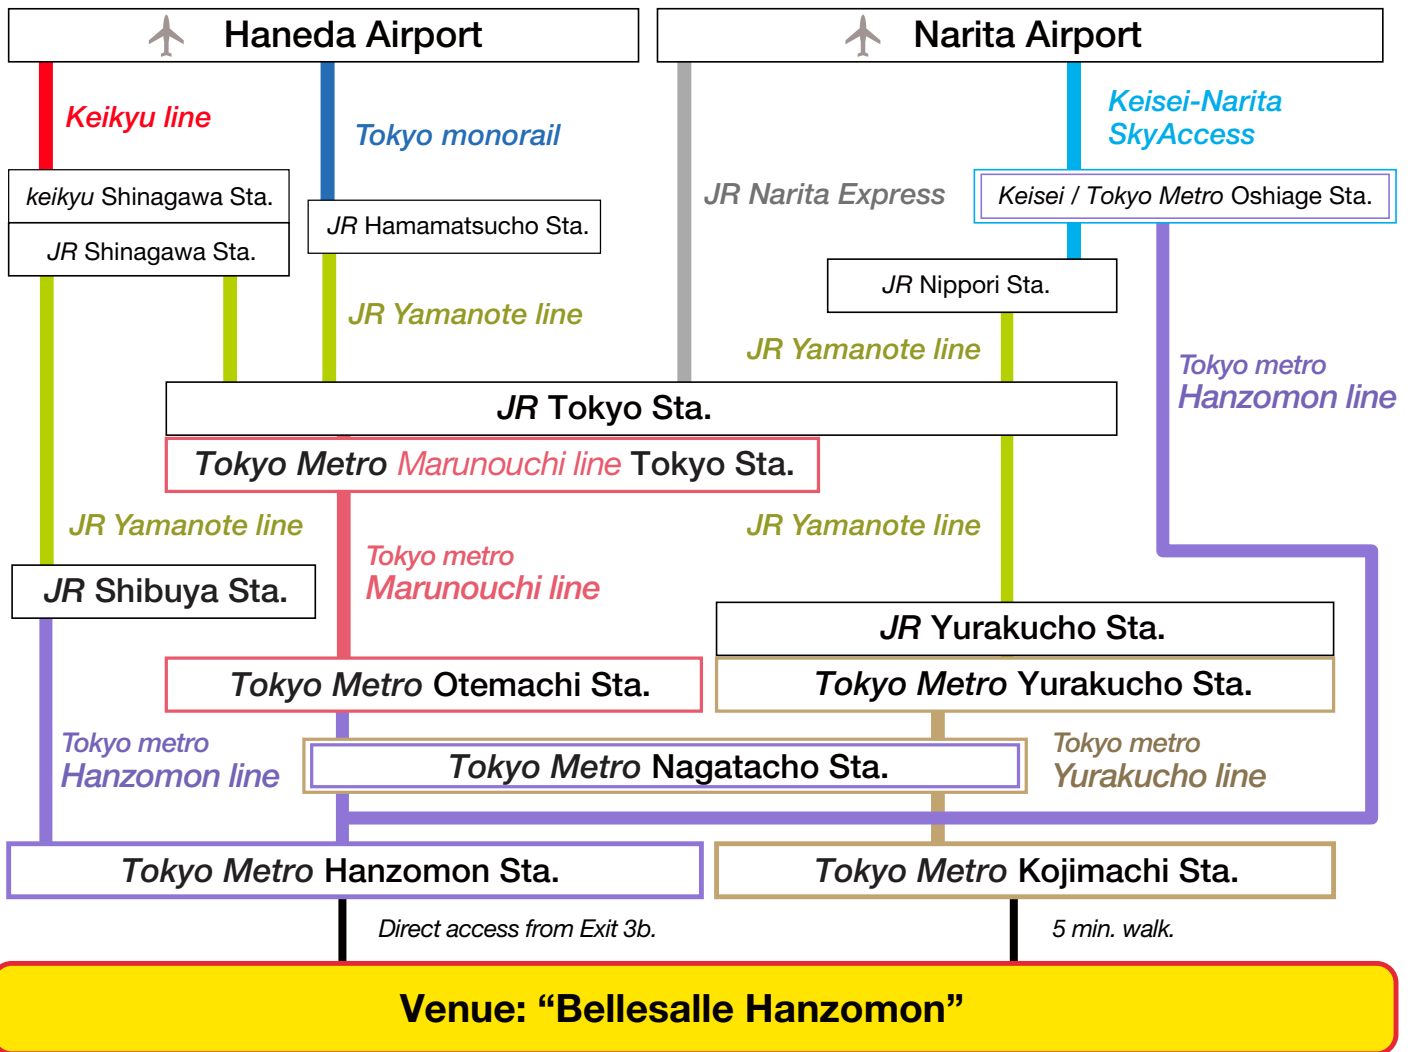 Haneda Airport
Narita Airport
Keikyu line
Tokyo monorail
Keisei-Narita
SkyAccess
keikyu Shinagawa Sta.
JR Shinagawa Sta.
JR Hamamatsucho Sta.
JR Narita Express
Keisei / Tokyo Metro Oshiage Sta.
JR Nippori Sta.
JR Yamanote line
JR Yamanote line
Tokyo metro
Hanzomon line
JR Tokyo Sta.
Tokyo Metro Marunouchi line Tokyo Sta.
JR Yamanote line
JR Yamanote line
Tokyo metro
Marunouchi line
JR Shibuya Sta.
JR Yurakucho Sta.
Tokyo Metro Otemachi Sta.
Tokyo Metro Yurakucho Sta.
Tokyo metro
Hanzomon line
Tokyo Metro Nagatacho Sta.
Tokyo metro
Yurakucho line
Tokyo Metro Hanzomon Sta.
Tokyo Metro Kojimachi Sta.
Direct access from Exit 3b.
5 min. walk.
Venue: “Bellesalle Hanzomon”